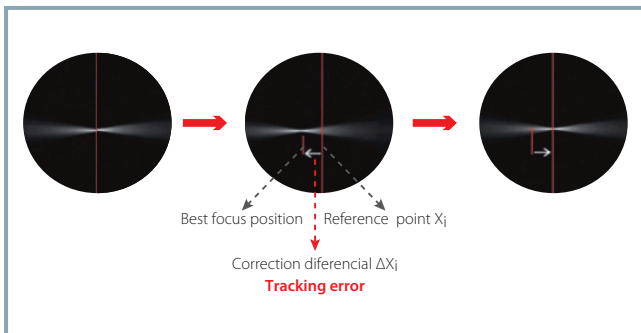 Best focus position
Reference point Xi
Correction diferencial ΔXi
Tracking error